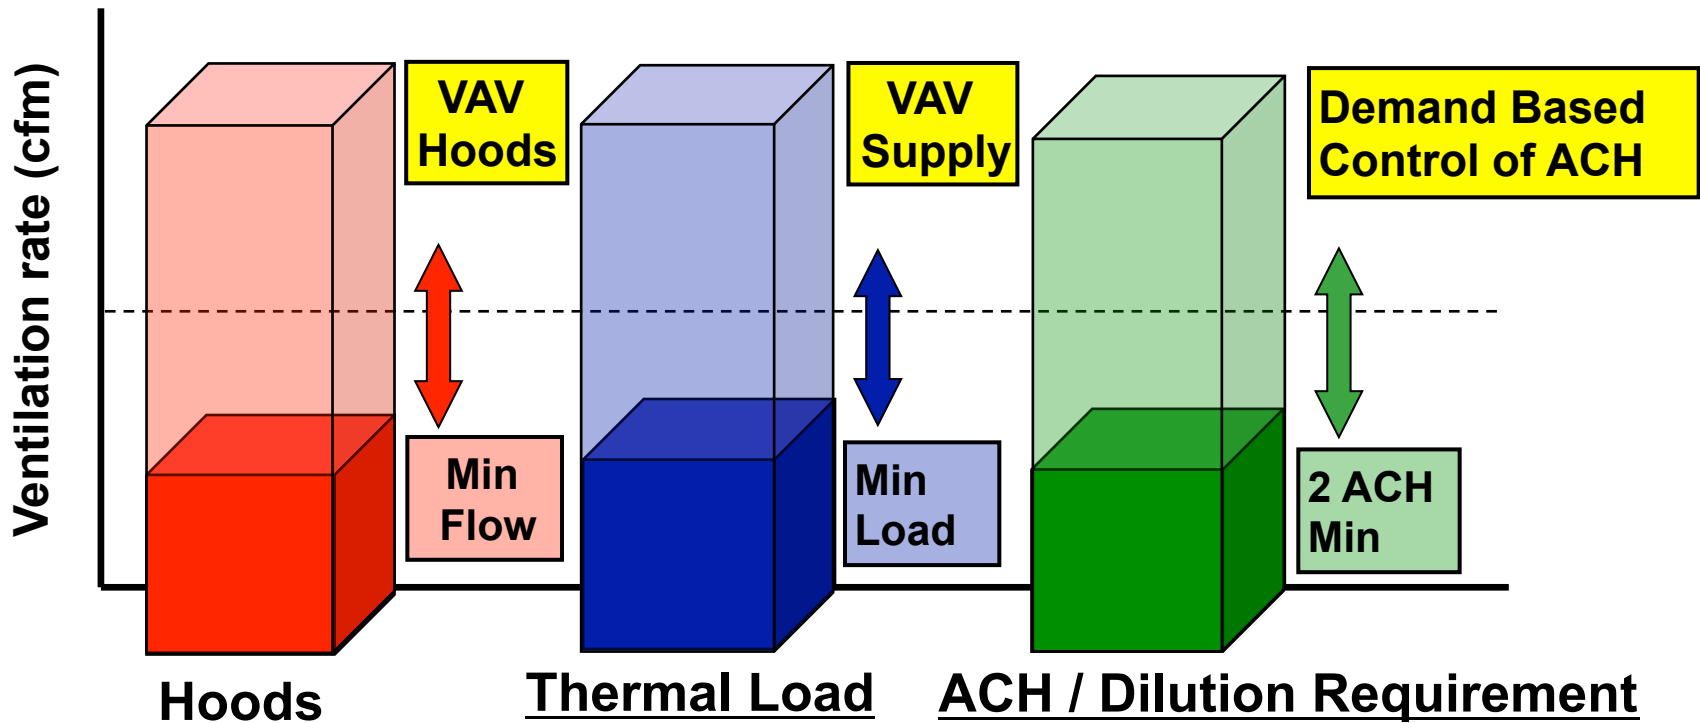 Ventilation rate (cfm)
VAV
Hoods
VAV
Supply
Demand Based
Control of ACH
Min
Flow
Min
Load
2 ACH
Min
Hoods
Thermal Load
ACH / Dilution Requirement